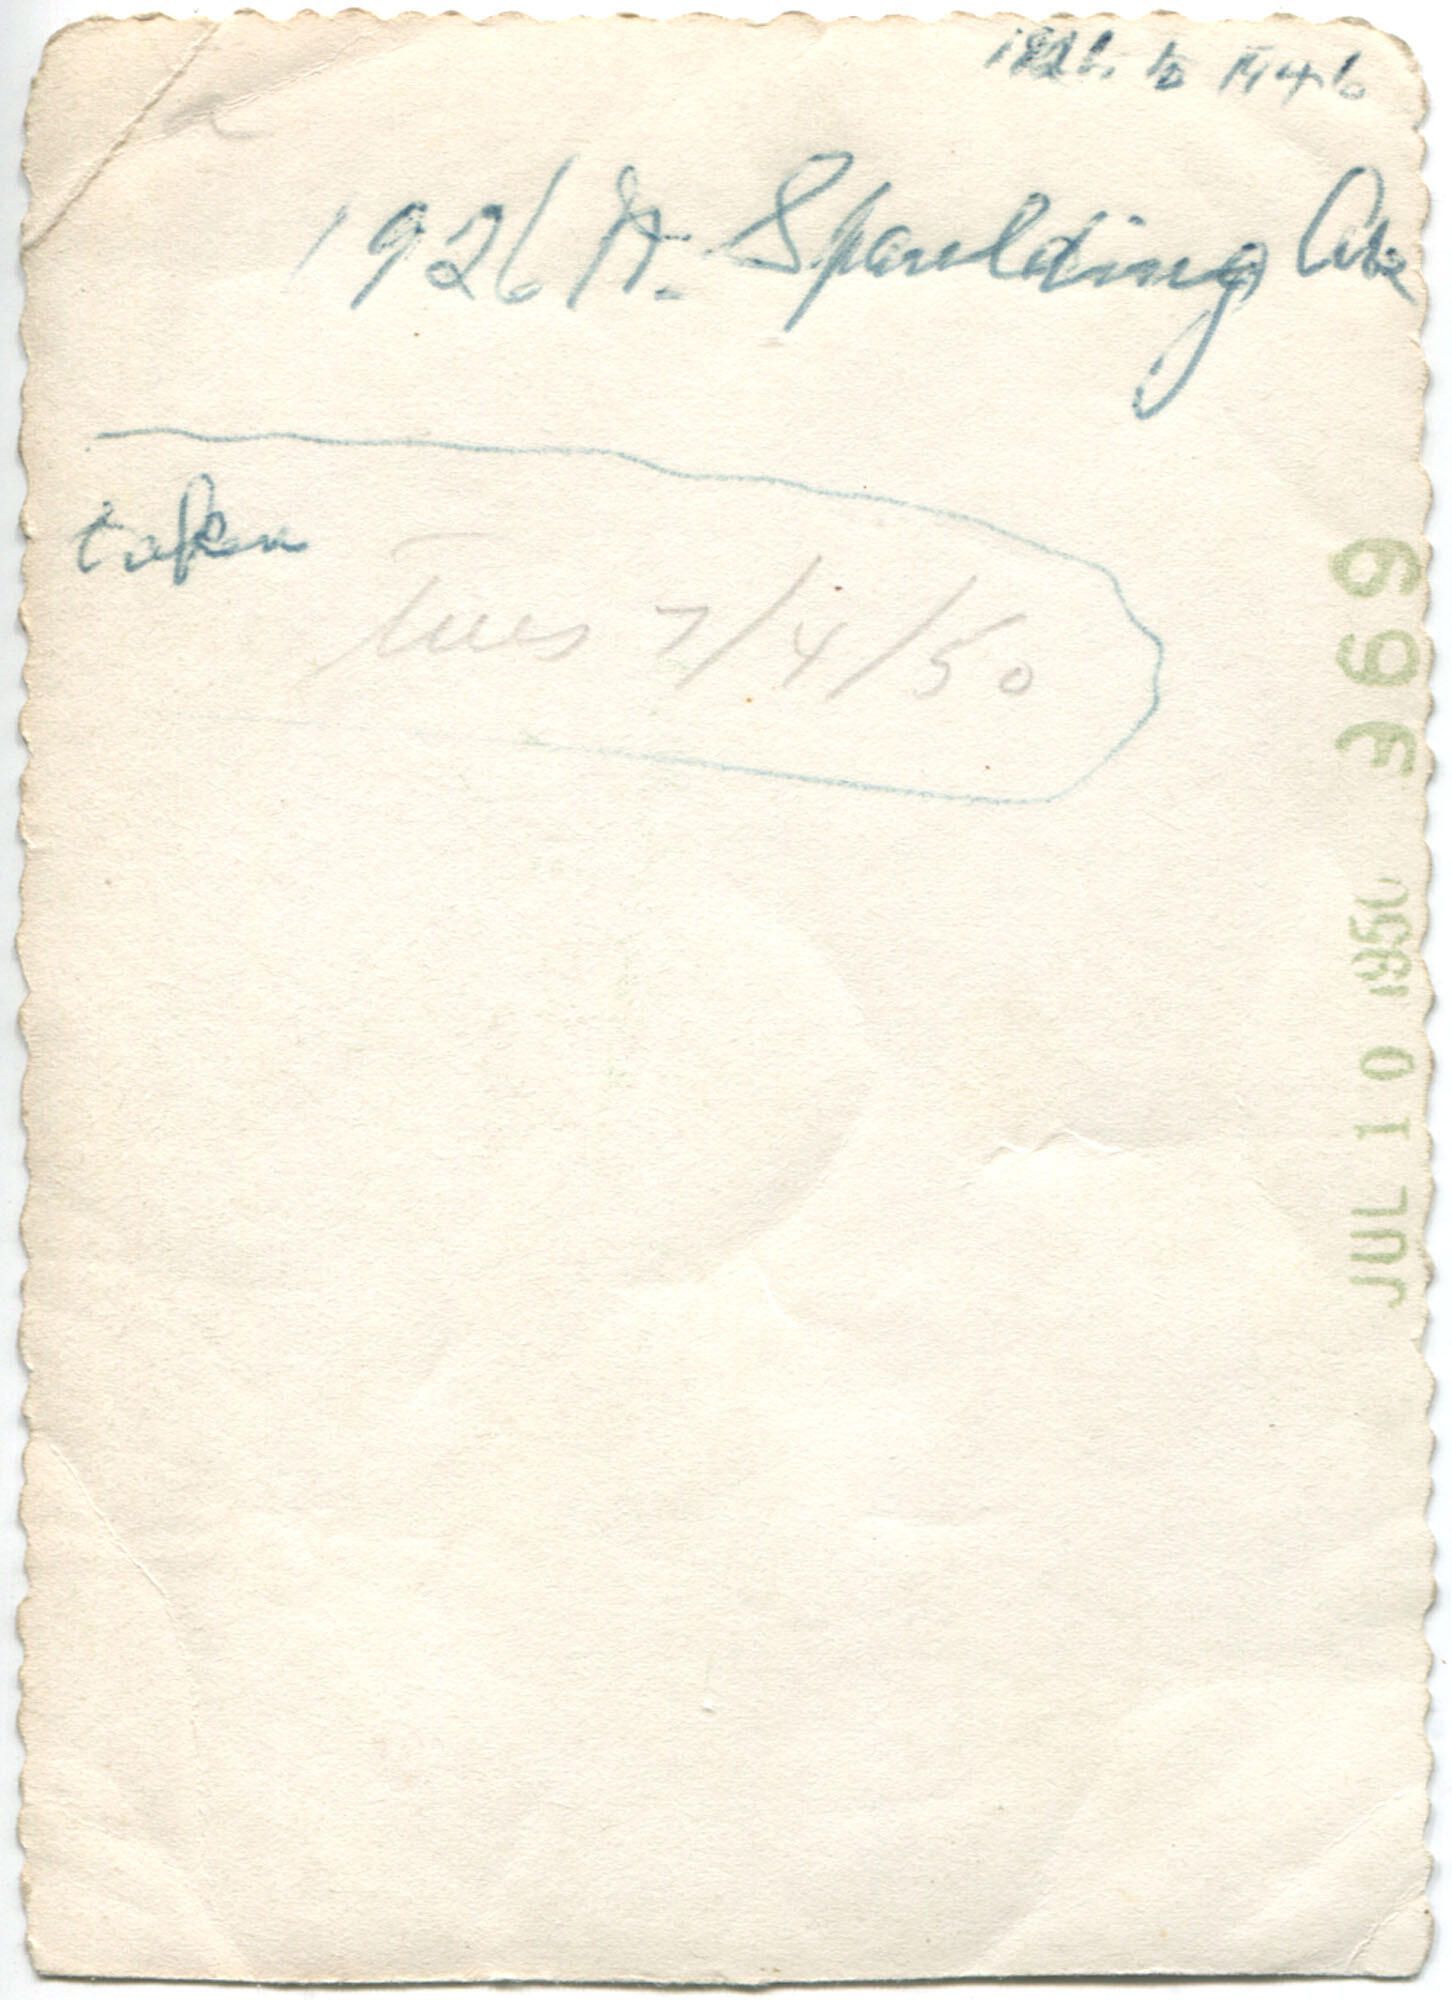 1926 to 1946
1926 N. Spaulding Ave
taken
Tues 7/4/50
369
JUL 10 1950